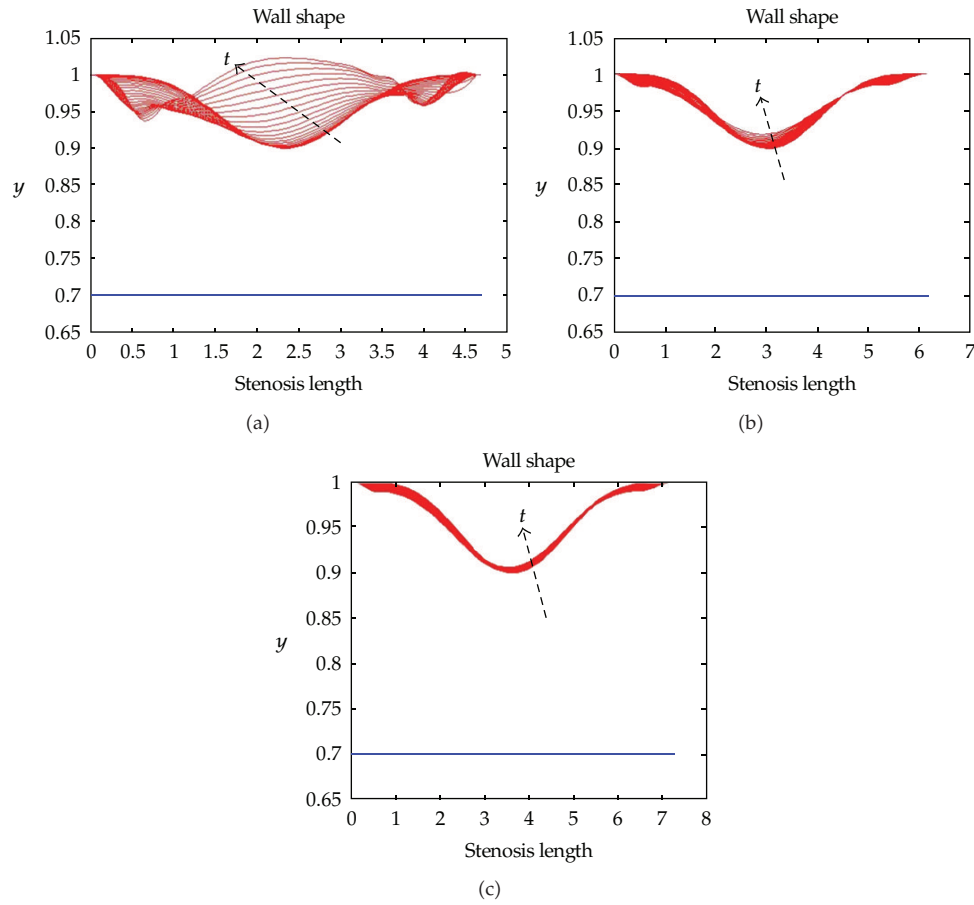 Wall shape
1.05
1
0.95
0.9
0.85
0.8
0.75
0.7
0.65
y
t
0 0.5 1 1.5 2 2.5 3 3.5 4 4.5 5
Stenosis length
(a)
Wall shape
1.05
1
0.95
0.9
0.85
0.8
0.75
0.7
0.65
y
t
0 1 2 3 4 5 6 7
Stenosis length
(b)
Wall shape
1
0.95
0.9
0.85
0.8
0.75
0.7
0.65
y
t
0 1 2 3 4 5 6 7 8
Stenosis length
(c)